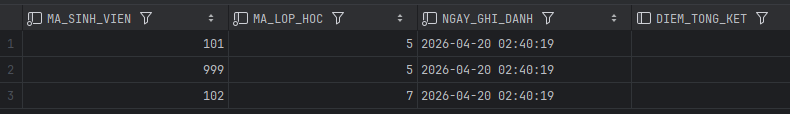 MA_SINH_VIEN MA_LOP_HOC NGAY_GHI_DANH DIEM_TONG_KET
1 101 5 2026-04-20 02:40:19
2 999 5 2026-04-20 02:40:19
3 102 7 2026-04-20 02:40:19